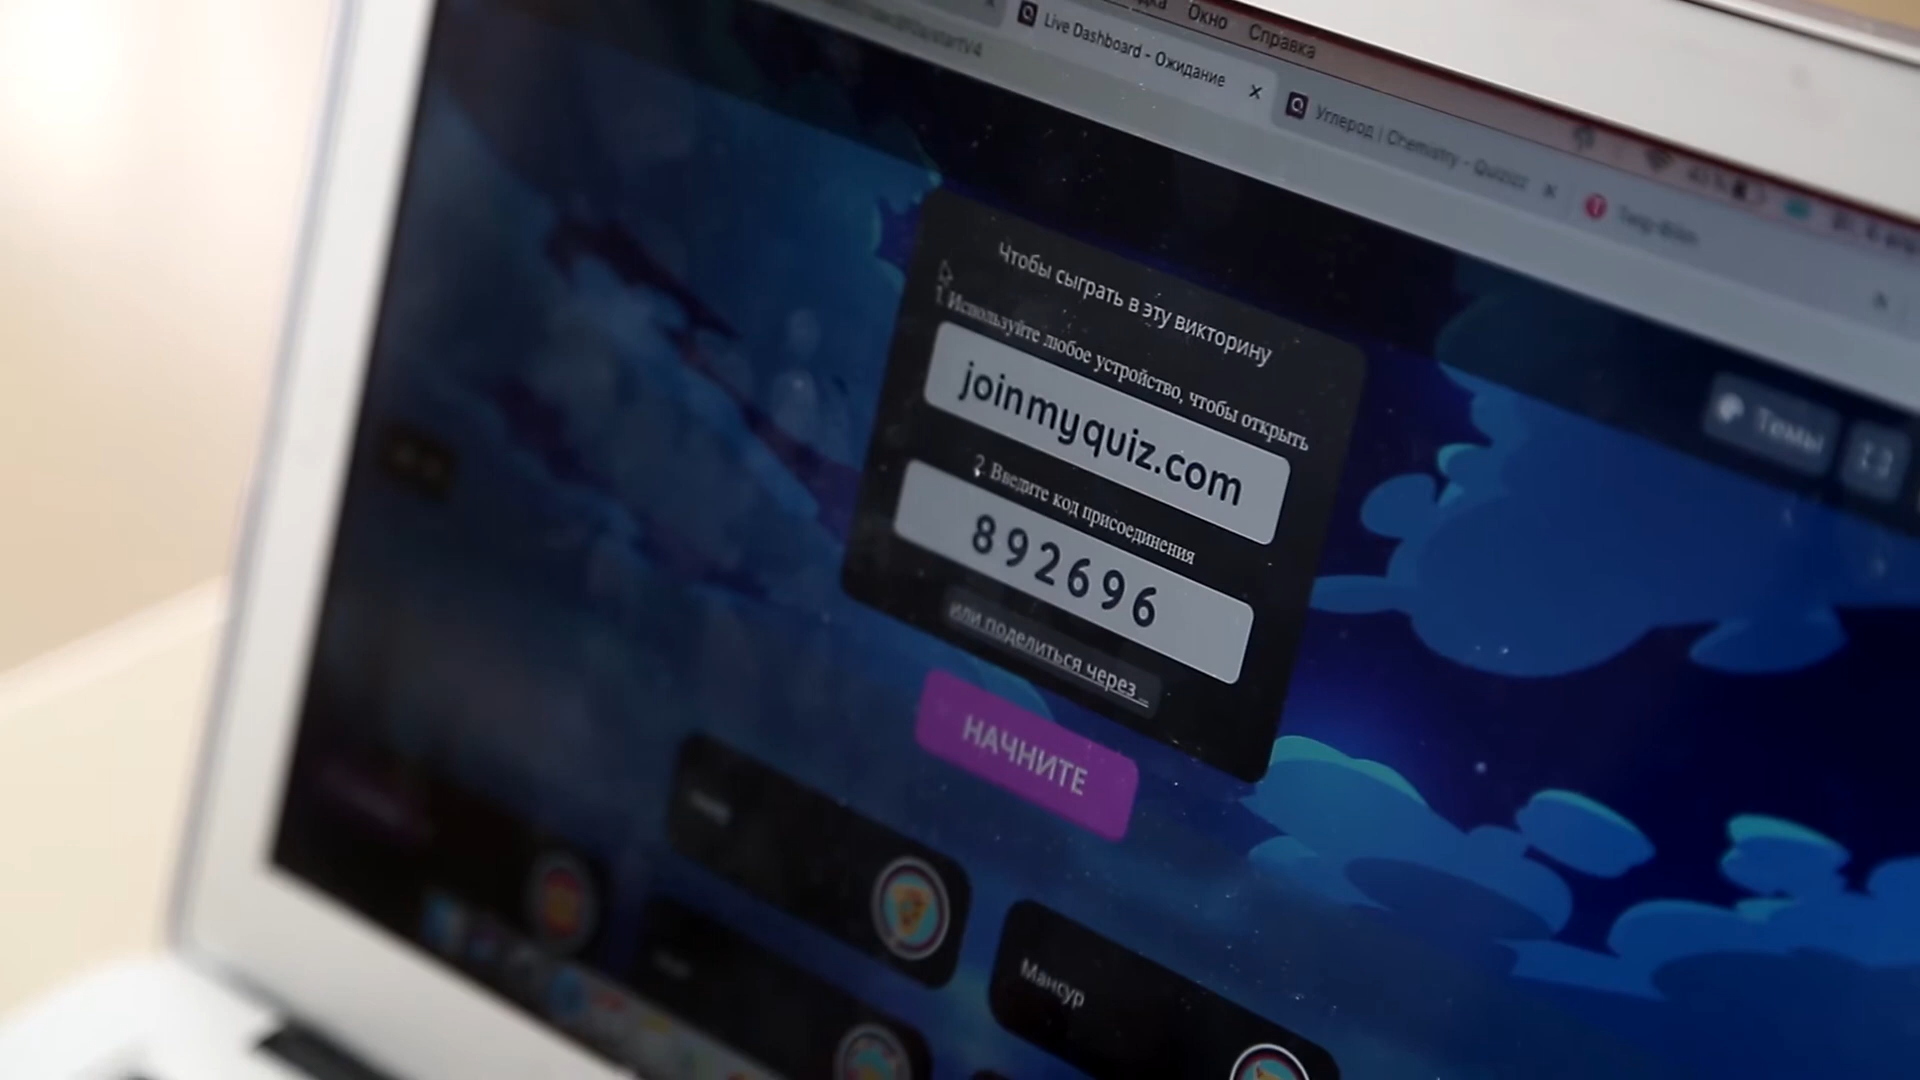 Окно Справка
Live Dashboard - Ожидание
Углерод | Chemistry - Quizizz
Чтобы сыграть в эту викторину
1. Используйте любое устройство, чтобы открыть
joinmyquiz.com
2. Введите код присоединения
892696
или поделиться через...
НАЧНИТЕ
Темы
Мансур